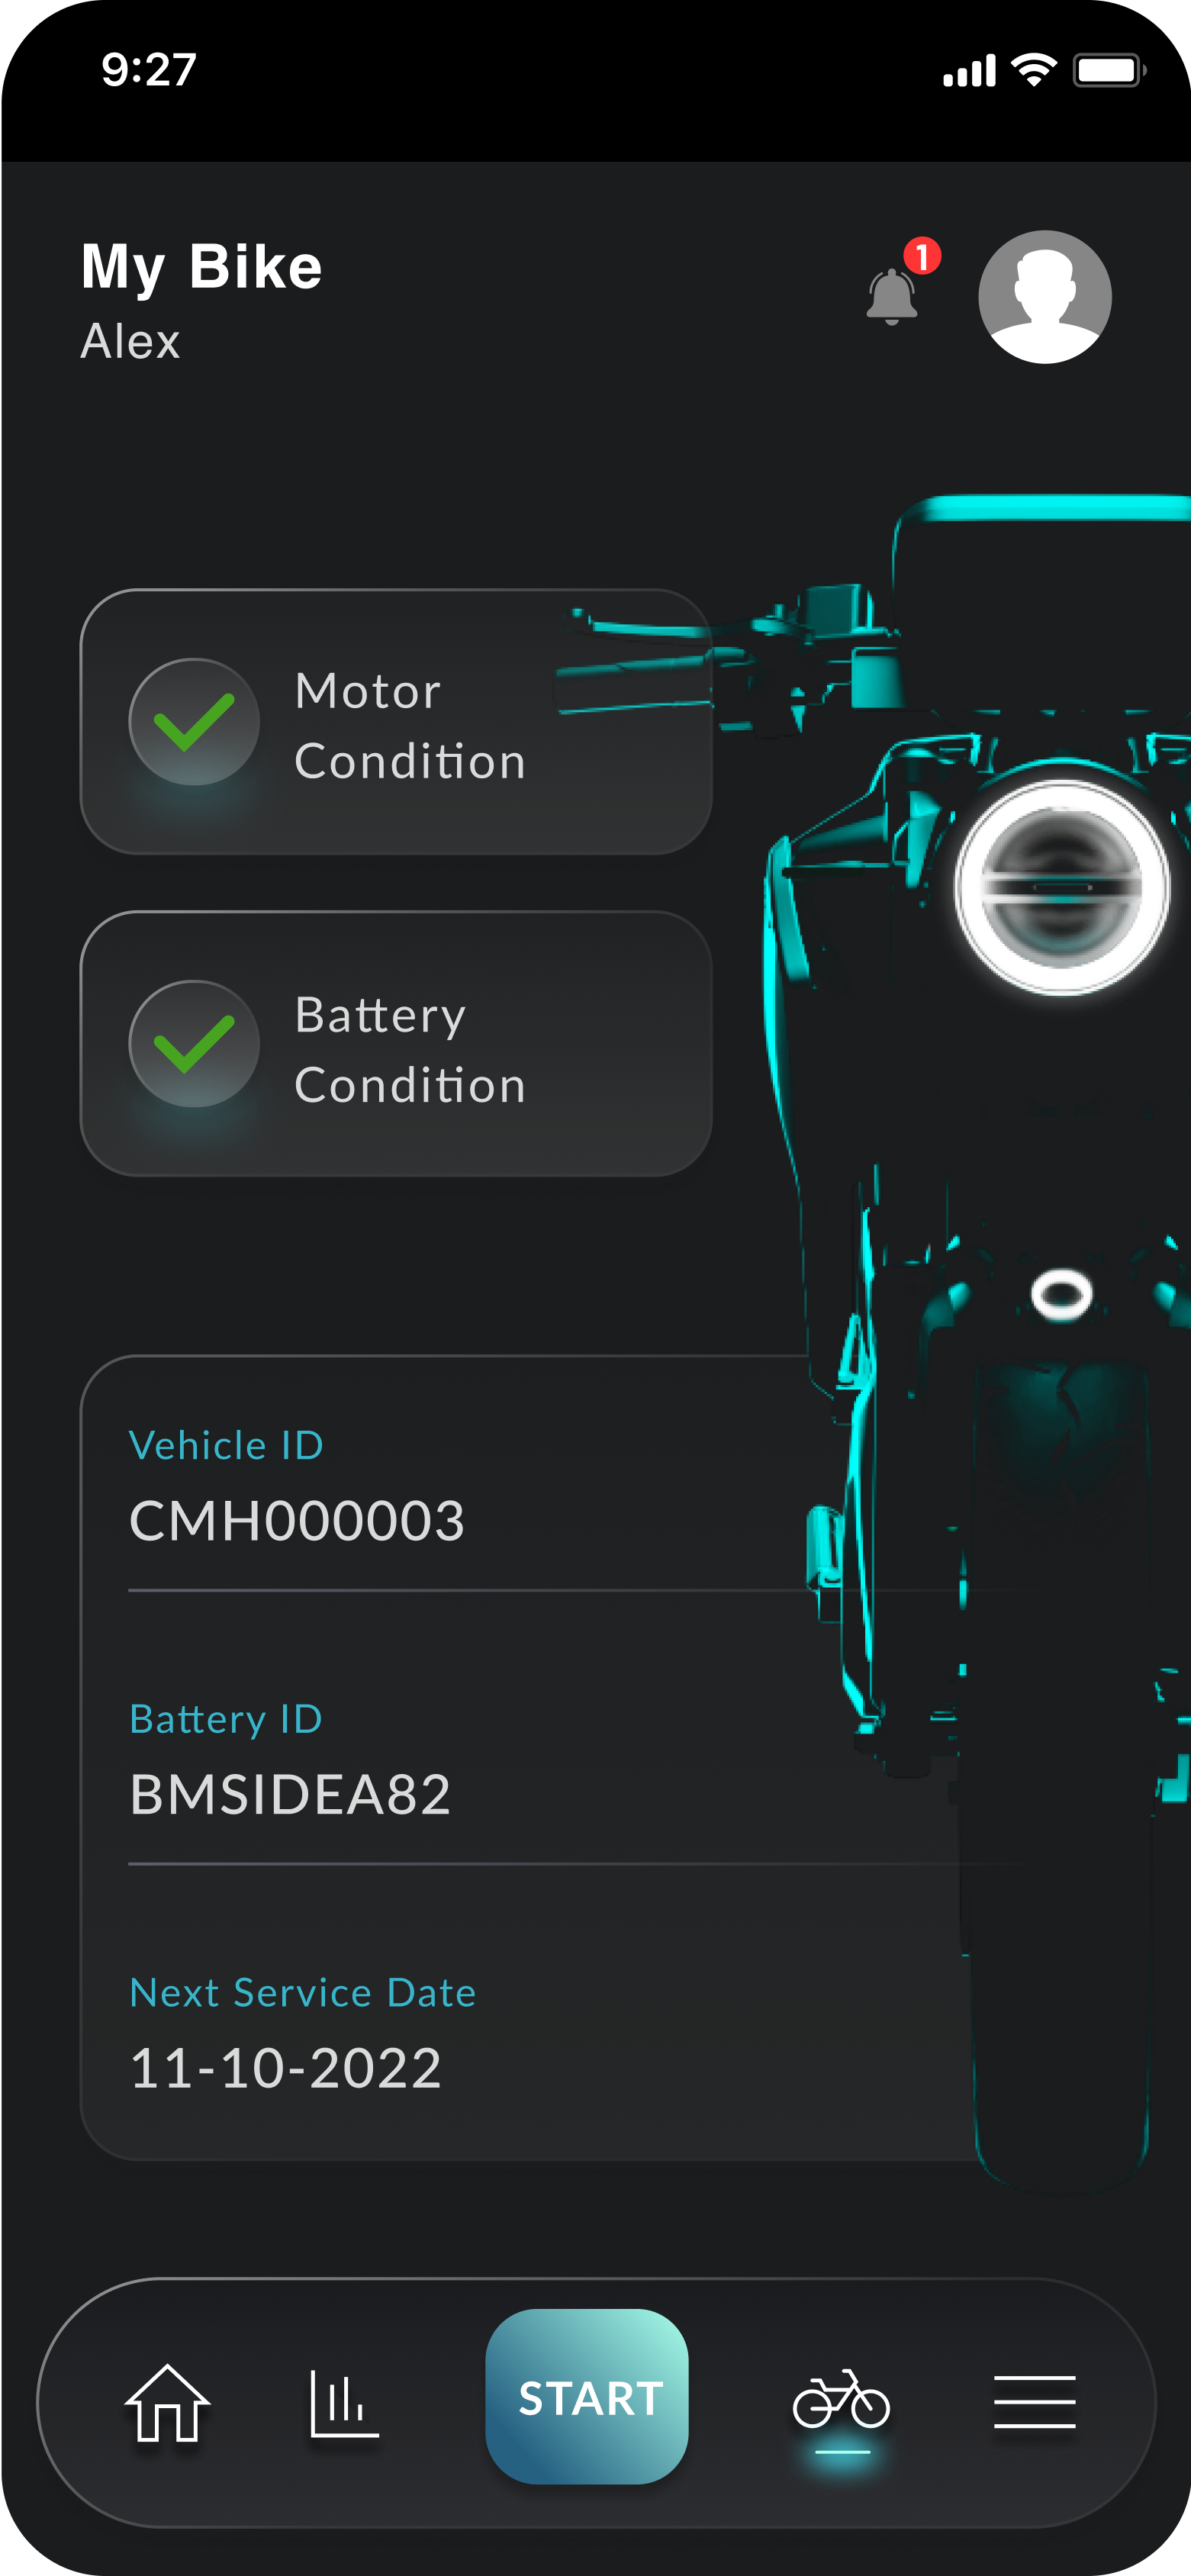 9:27
My Bike
1
Alex
Motor
Condition
Battery
Condition
Vehicle ID
CMH000003
Battery ID
BMSIDEA82
Next Service Date
11-10-2022
START